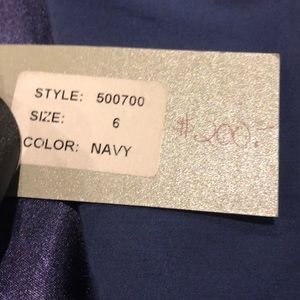 STYLE: 500700
SIZE: 6
COLOR: NAVY
$200.-